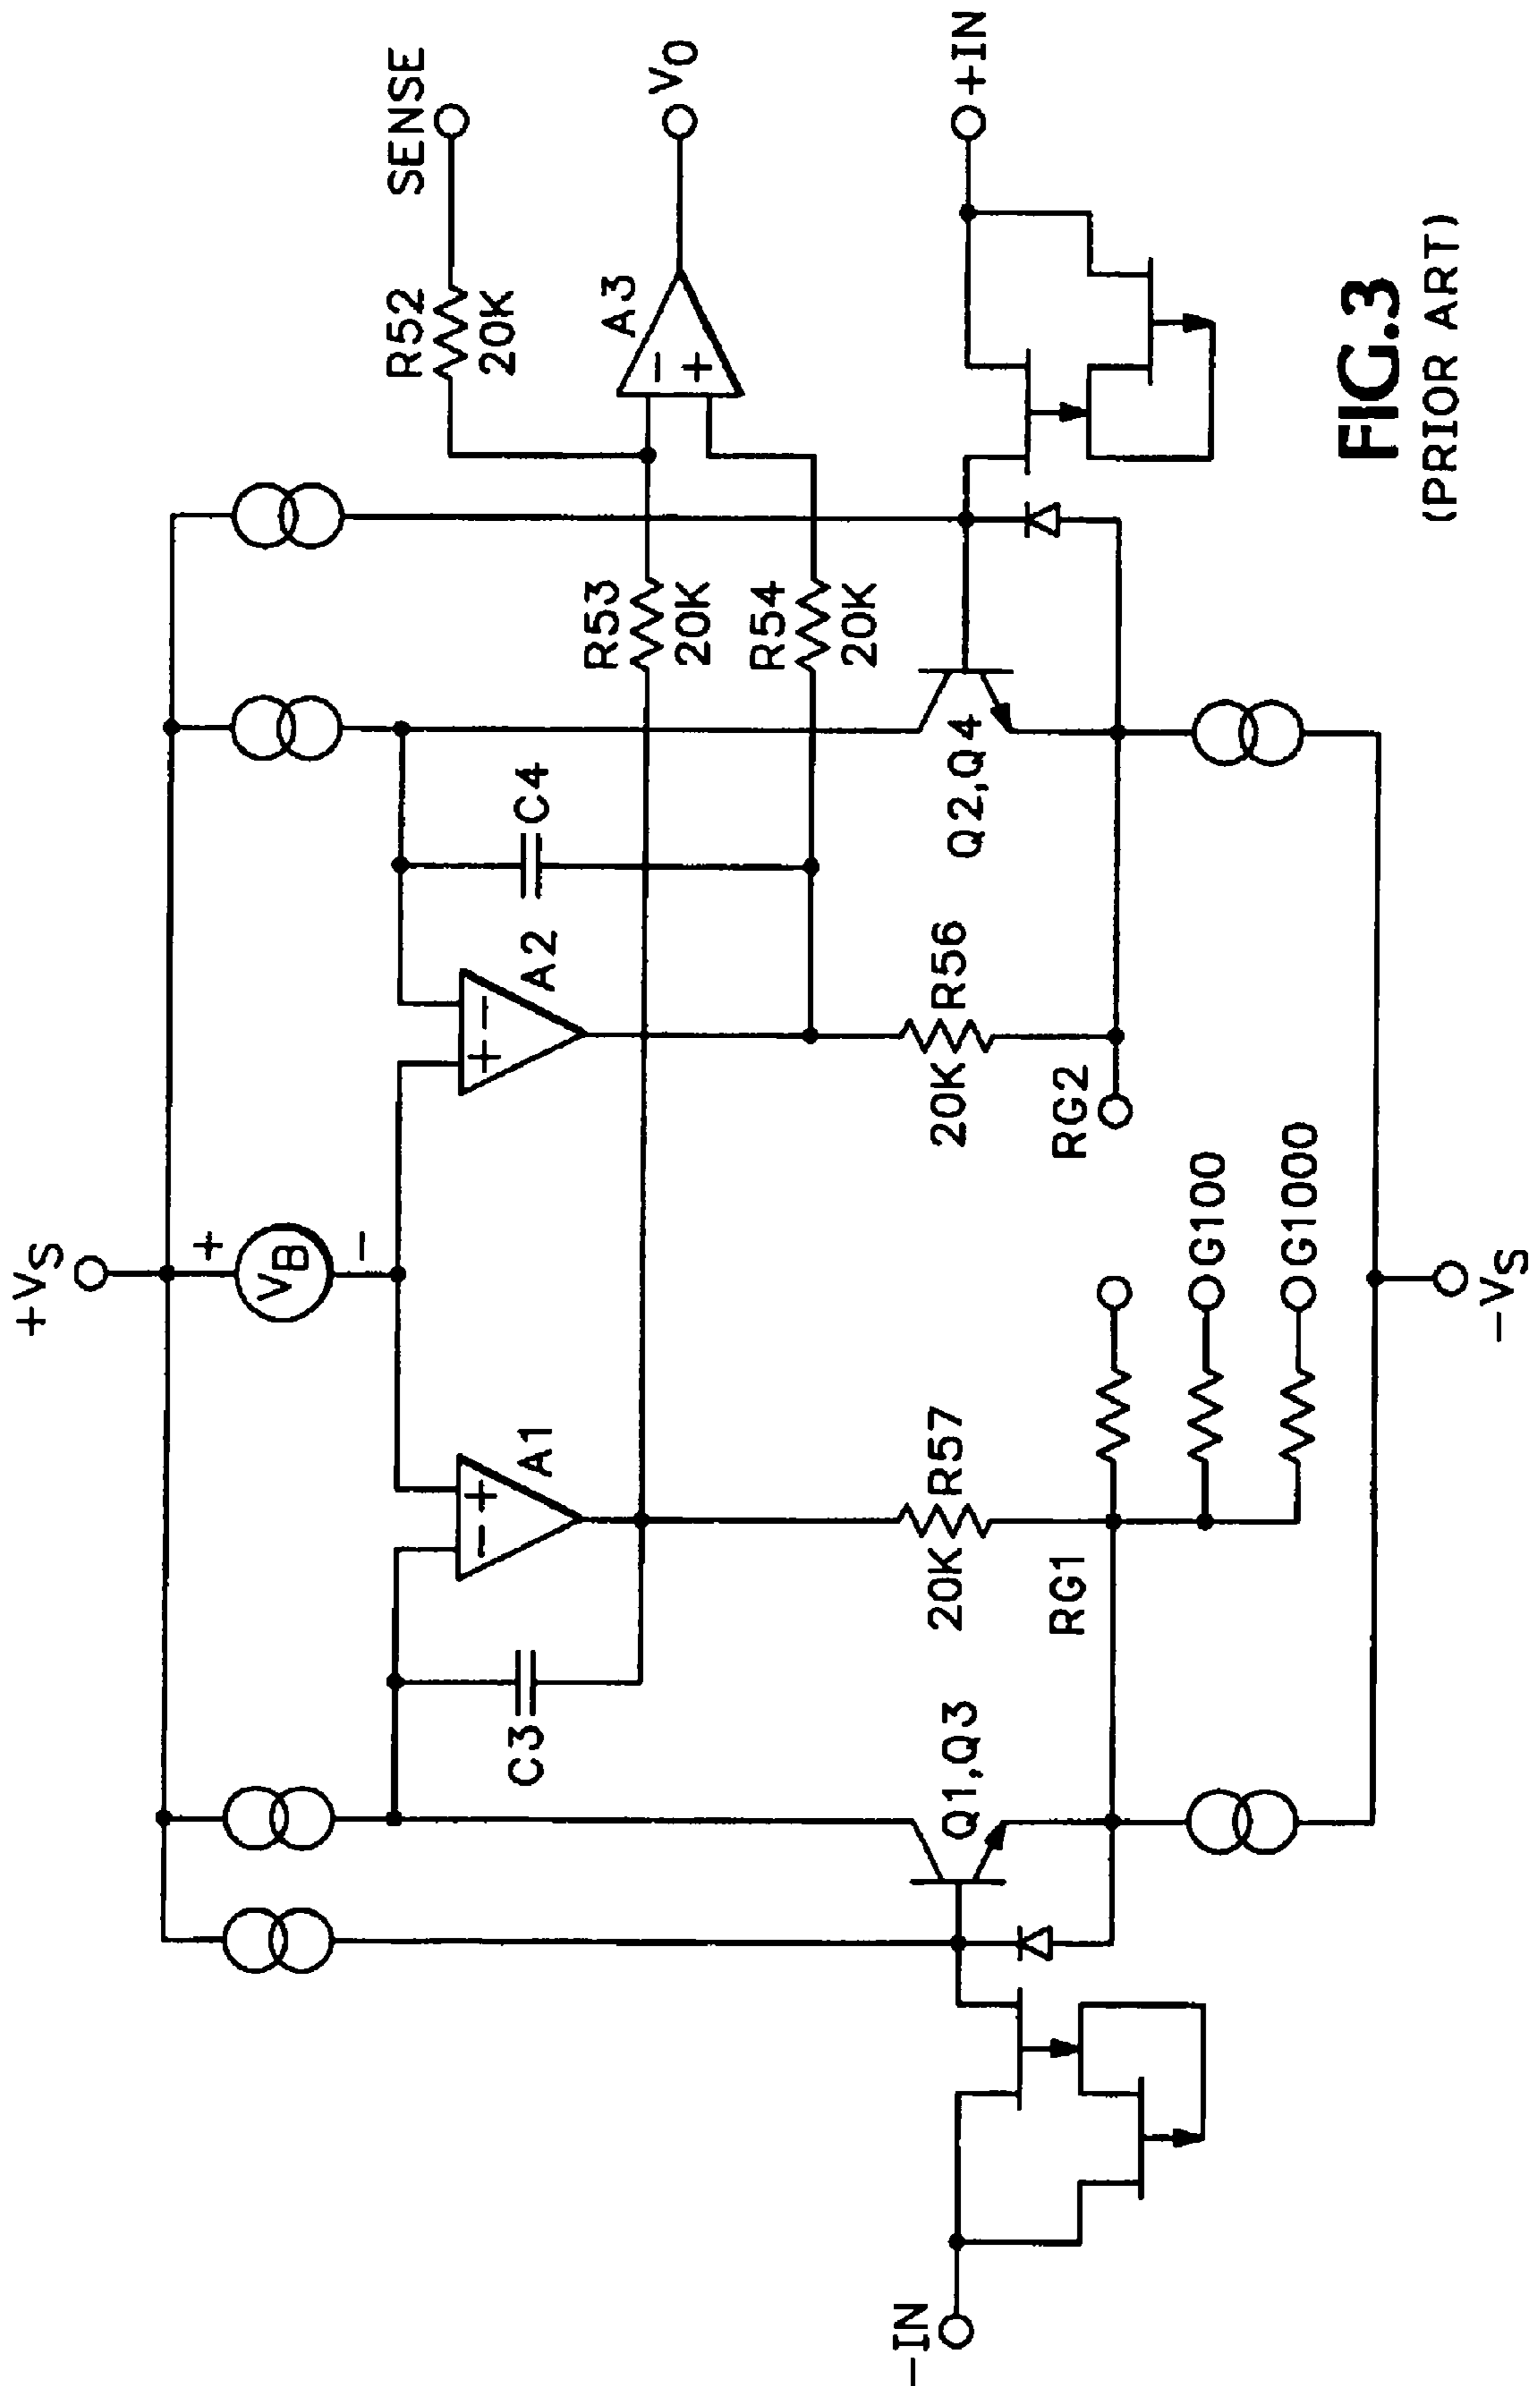 +VS
+
VB
−
SENSE
R52
20K
A3
−
+
VO
R53
20K
R54
20K
C4
A2
+
−
A1
−
+
C3
Q1,Q3
Q2,Q4
20K
R57
20K
R56
RG1
RG2
G100
G1000
-IN
+IN
-VS
FIG.3
(PRIOR ART)